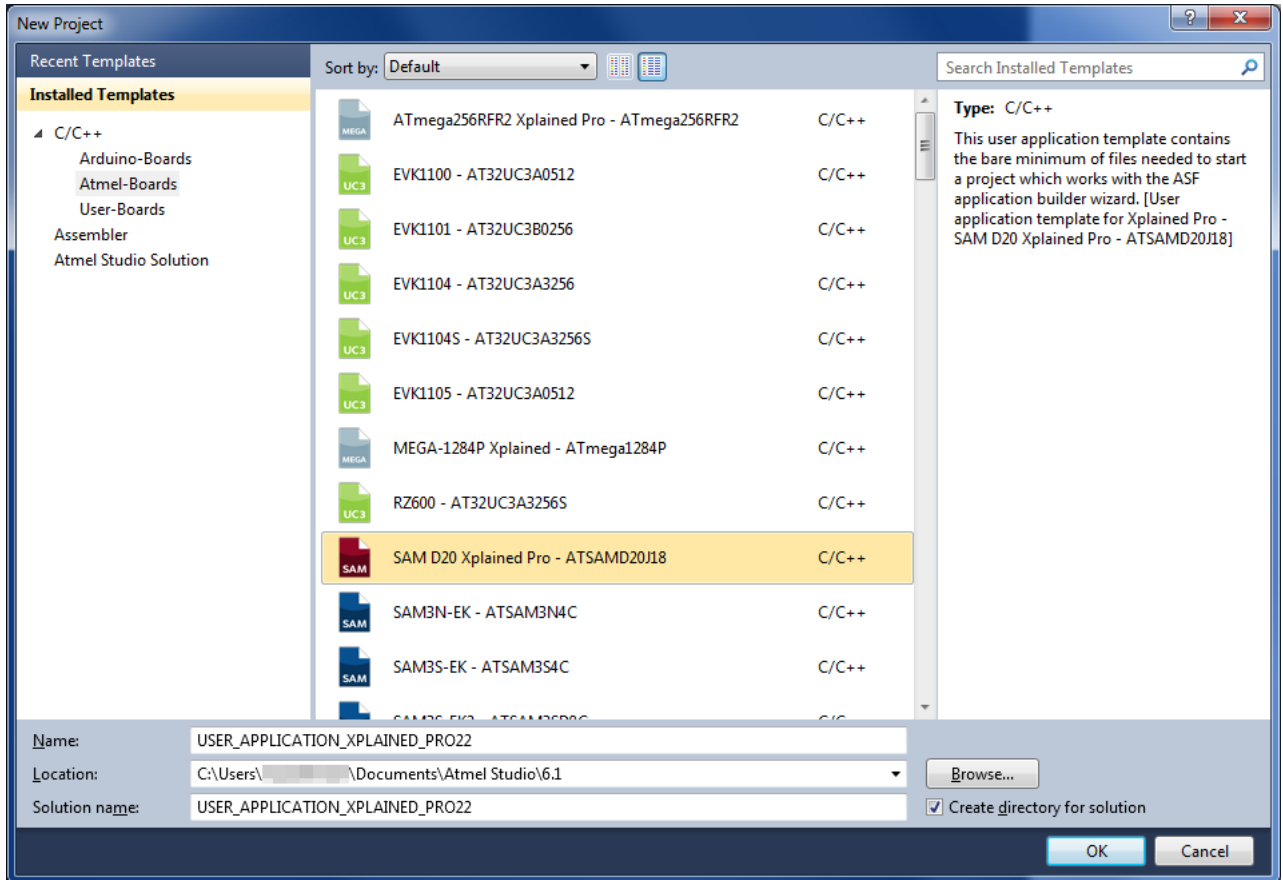 New Project
Recent Templates
Installed Templates
C/C++
Arduino-Boards
Atmel-Boards
User-Boards
Assembler
Atmel Studio Solution
Sort by: Default
MEGA ATmega256RFR2 Xplained Pro - ATmega256RFR2 C/C++
UC3 EVK1100 - AT32UC3A0512 C/C++
UC3 EVK1101 - AT32UC3B0256 C/C++
UC3 EVK1104 - AT32UC3A3256 C/C++
UC3 EVK1104S - AT32UC3A3256S C/C++
UC3 EVK1105 - AT32UC3A0512 C/C++
MEGA MEGA-1284P Xplained - ATmega1284P C/C++
UC3 RZ600 - AT32UC3A3256S C/C++
SAM SAM D20 Xplained Pro - ATSAMD20J18 C/C++
SAM SAM3N-EK - ATSAM3N4C C/C++
SAM SAM3S-EK - ATSAM3S4C C/C++
Search Installed Templates
Type: C/C++
This user application template contains
the bare minimum of files needed to start
a project which works with the ASF
application builder wizard. [User
application template for Xplained Pro -
SAM D20 Xplained Pro - ATSAMD20J18]
Name: USER_APPLICATION_XPLAINED_PRO22
Location: C:\Users\ \Documents\Atmel Studio\6.1
Browse...
Solution name: USER_APPLICATION_XPLAINED_PRO22
Create directory for solution
OK Cancel